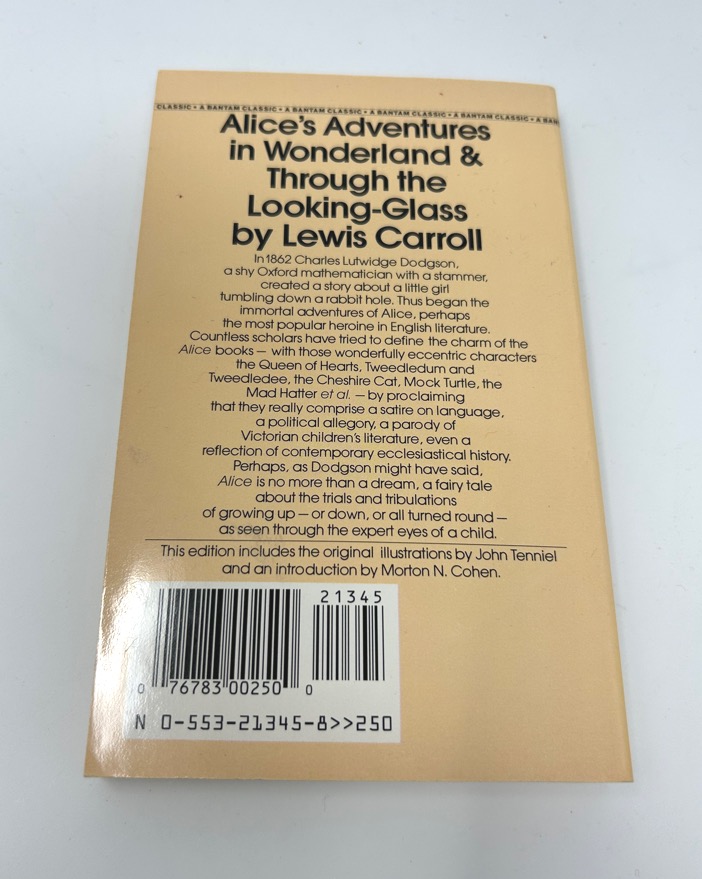 CLASSIC • A BANTAM CLASSIC • A BANTAM CLASSIC • A BANTAM CLASSIC • A BANTAM CLASSIC • A BAN
Alice's Adventures
in Wonderland &
Through the
Looking-Glass
by Lewis Carroll
In 1862 Charles Lutwidge Dodgson,
a shy Oxford mathematician with a stammer,
created a story about a little girl
tumbling down a rabbit hole. Thus began the
immortal adventures of Alice, perhaps
the most popular heroine in English literature.
Countless scholars have tried to define the charm of the
Alice books — with those wonderfully eccentric characters
the Queen of Hearts, Tweedledum and
Tweedledee, the Cheshire Cat, Mock Turtle, the
Mad Hatter et al. — by proclaiming
that they really comprise a satire on language,
a political allegory, a parody of
Victorian children's literature, even a
reflection of contemporary ecclesiastical history.
Perhaps, as Dodgson might have said,
Alice is no more than a dream, a fairy tale
about the trials and tribulations
of growing up — or down, or all turned round —
as seen through the expert eyes of a child.
This edition includes the original illustrations by John Tenniel
and an introduction by Morton N. Cohen.
21345
0 76783 00250 0
N 0-553-21345-8>>250